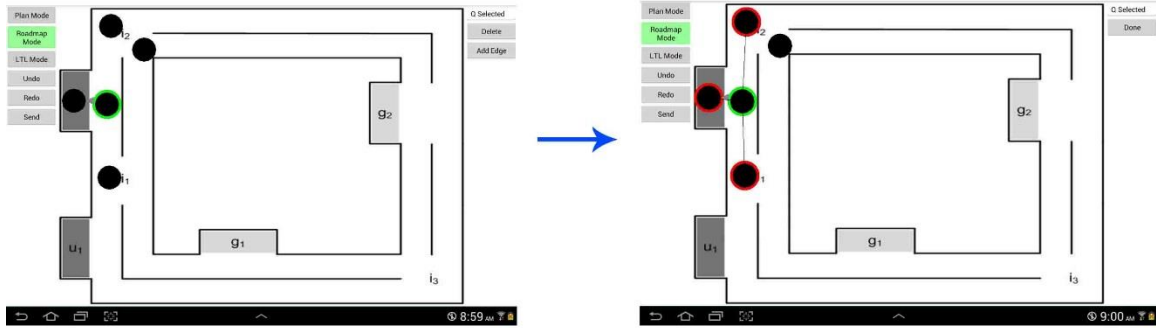 Plan Mode
Roadmap
Mode
LTL Mode
Undo
Redo
Send
i2
i1
u1
g1
g2
i3
Q Selected
Delete
Add Edge
8:59 AM
Plan Mode
Roadmap
Mode
LTL Mode
Undo
Redo
Send
2
1
u1
g1
g2
i3
Q Selected
Done
9:00 AM